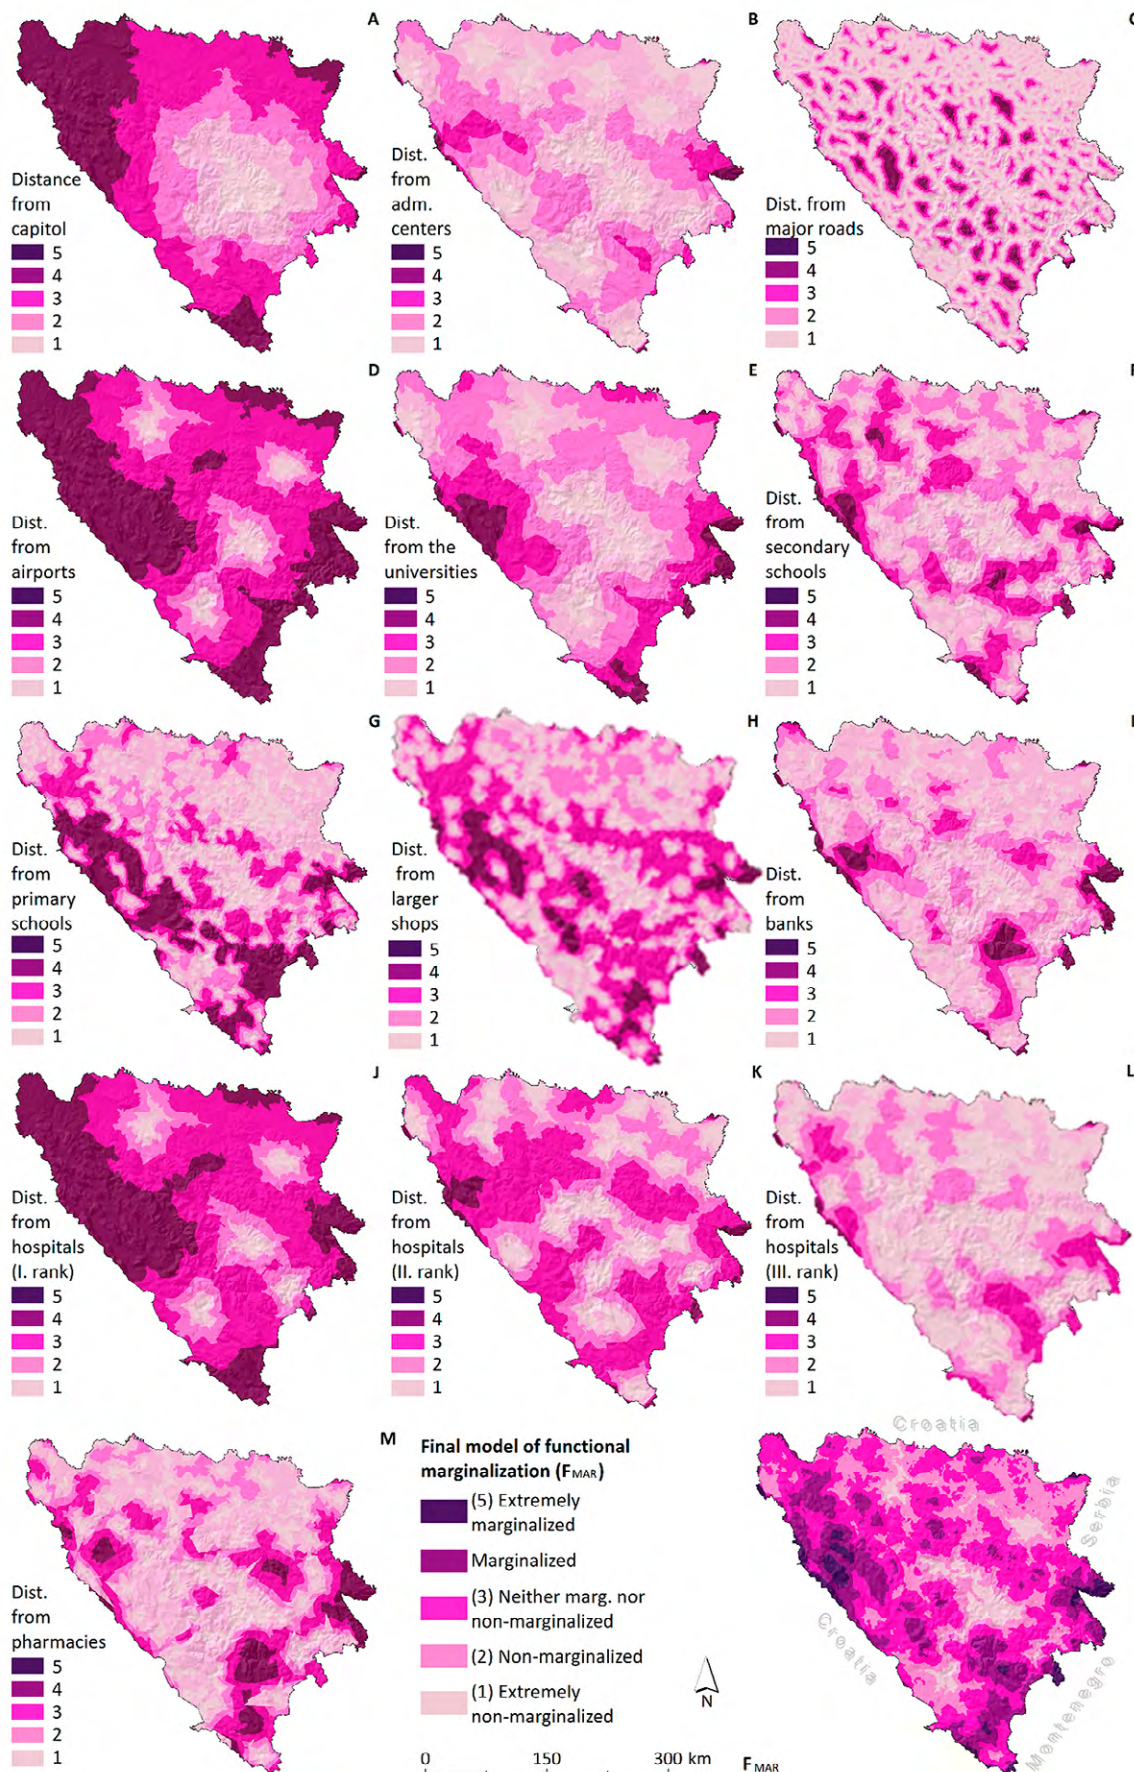 A
Distance
from
capitol
5
4
3
2
1
B
Dist.
from
adm.
centers
5
4
3
2
1
C
Dist. from
major roads
5
4
3
2
1
D
Dist.
from
airports
5
4
3
2
1
E
Dist.
from the
universities
5
4
3
2
1
F
Dist.
from
secondary
schools
5
4
3
2
1
G
Dist.
from
primary
schools
5
4
3
2
1
H
Dist.
from
larger
shops
5
4
3
2
1
Dist.
from
banks
5
4
3
2
1
J
Dist.
from
hospitals
(I. rank)
5
4
3
2
1
K
Dist.
from
hospitals
(II. rank)
5
4
3
2
1
L
Dist.
from
hospitals
(III. rank)
5
4
3
2
1
M
Dist.
from
pharmacies
5
4
3
2
1
Final model of functional
marginalization (FMAR)
(5) Extremely
marginalized
Marginalized
(3) Neither marg. nor
non-marginalized
(2) Non-marginalized
(1) Extremely
non-marginalized
N
0 150 300 km
FMAR
Croatia
Serbia
Croatia
Montenegro